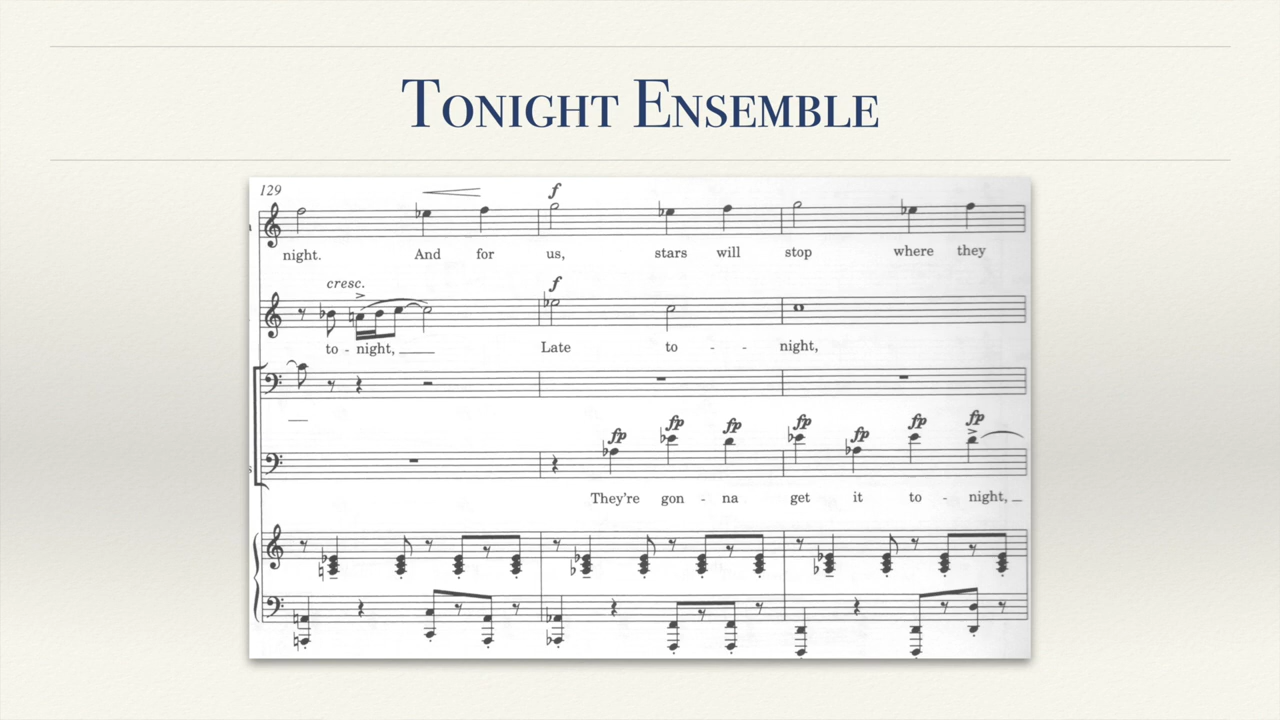 Tonight Ensemble
129
f
night. And for us, stars will stop where they
cresc.
f
to - night, Late to - - night,
fp fp fp fp fp fp fp
They're gon - na get it to - night,